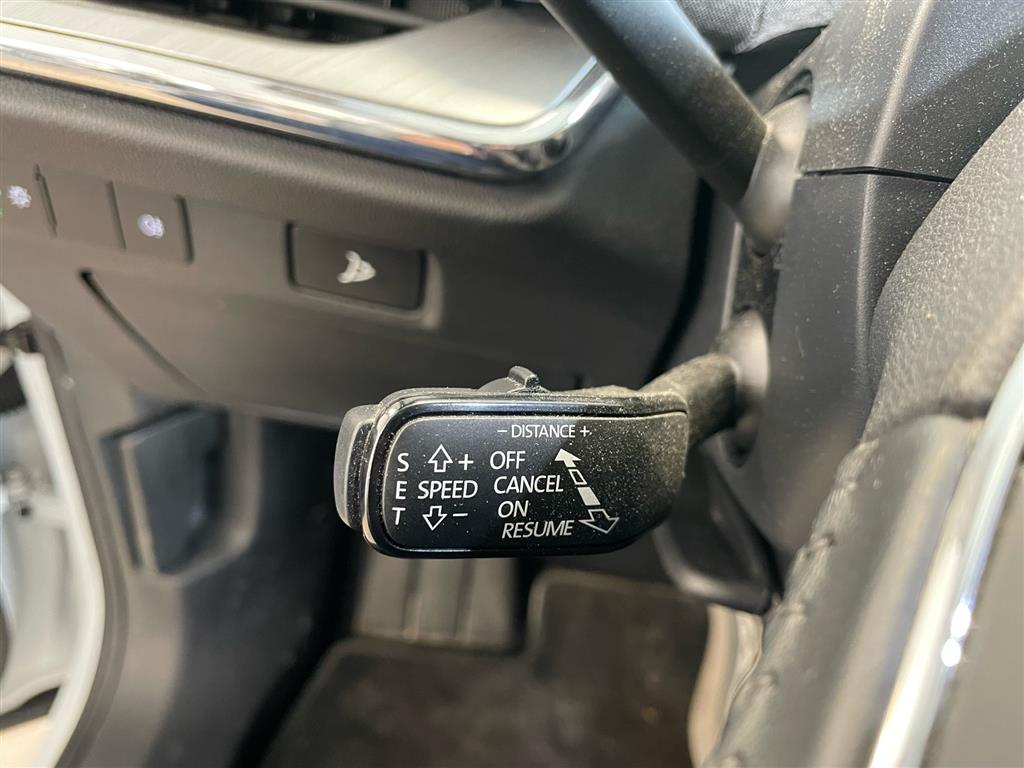 − DISTANCE +
S + OFF
E SPEED CANCEL
T − ON
RESUME